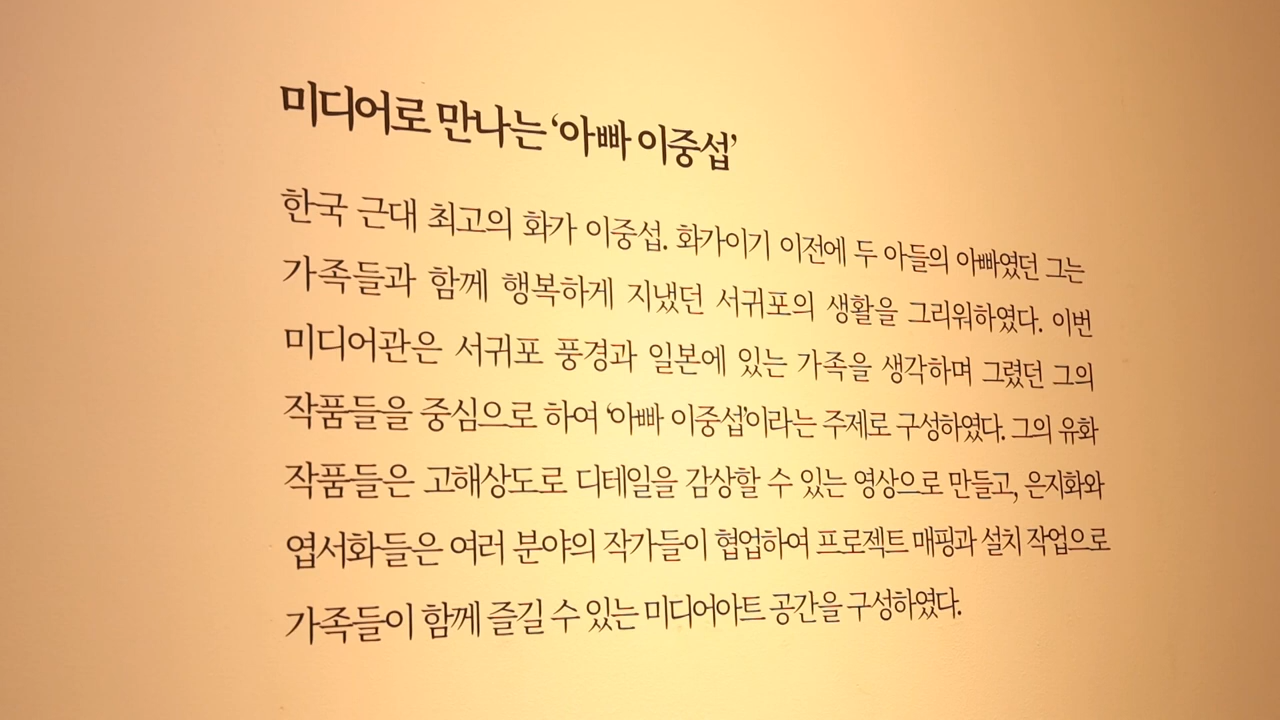 미디어로 만나는 ‘아빠 이중섭’
한국 근대 최고의 화가 이중섭. 화가이기 이전에 두 아들의 아빠였던 그는
가족들과 함께 행복하게 지냈던 서귀포의 생활을 그리워하였다. 이번
미디어관은 서귀포 풍경과 일본에 있는 가족을 생각하며 그렸던 그의
작품들을 중심으로 하여 ‘아빠 이중섭’이라는 주제로 구성하였다. 그의 유화
작품들은 고해상도로 디테일을 감상할 수 있는 영상으로 만들고, 은지화와
엽서화들은 여러 분야의 작가들이 협업하여 프로젝트 매핑과 설치 작업으로
가족들이 함께 즐길 수 있는 미디어아트 공간을 구성하였다.